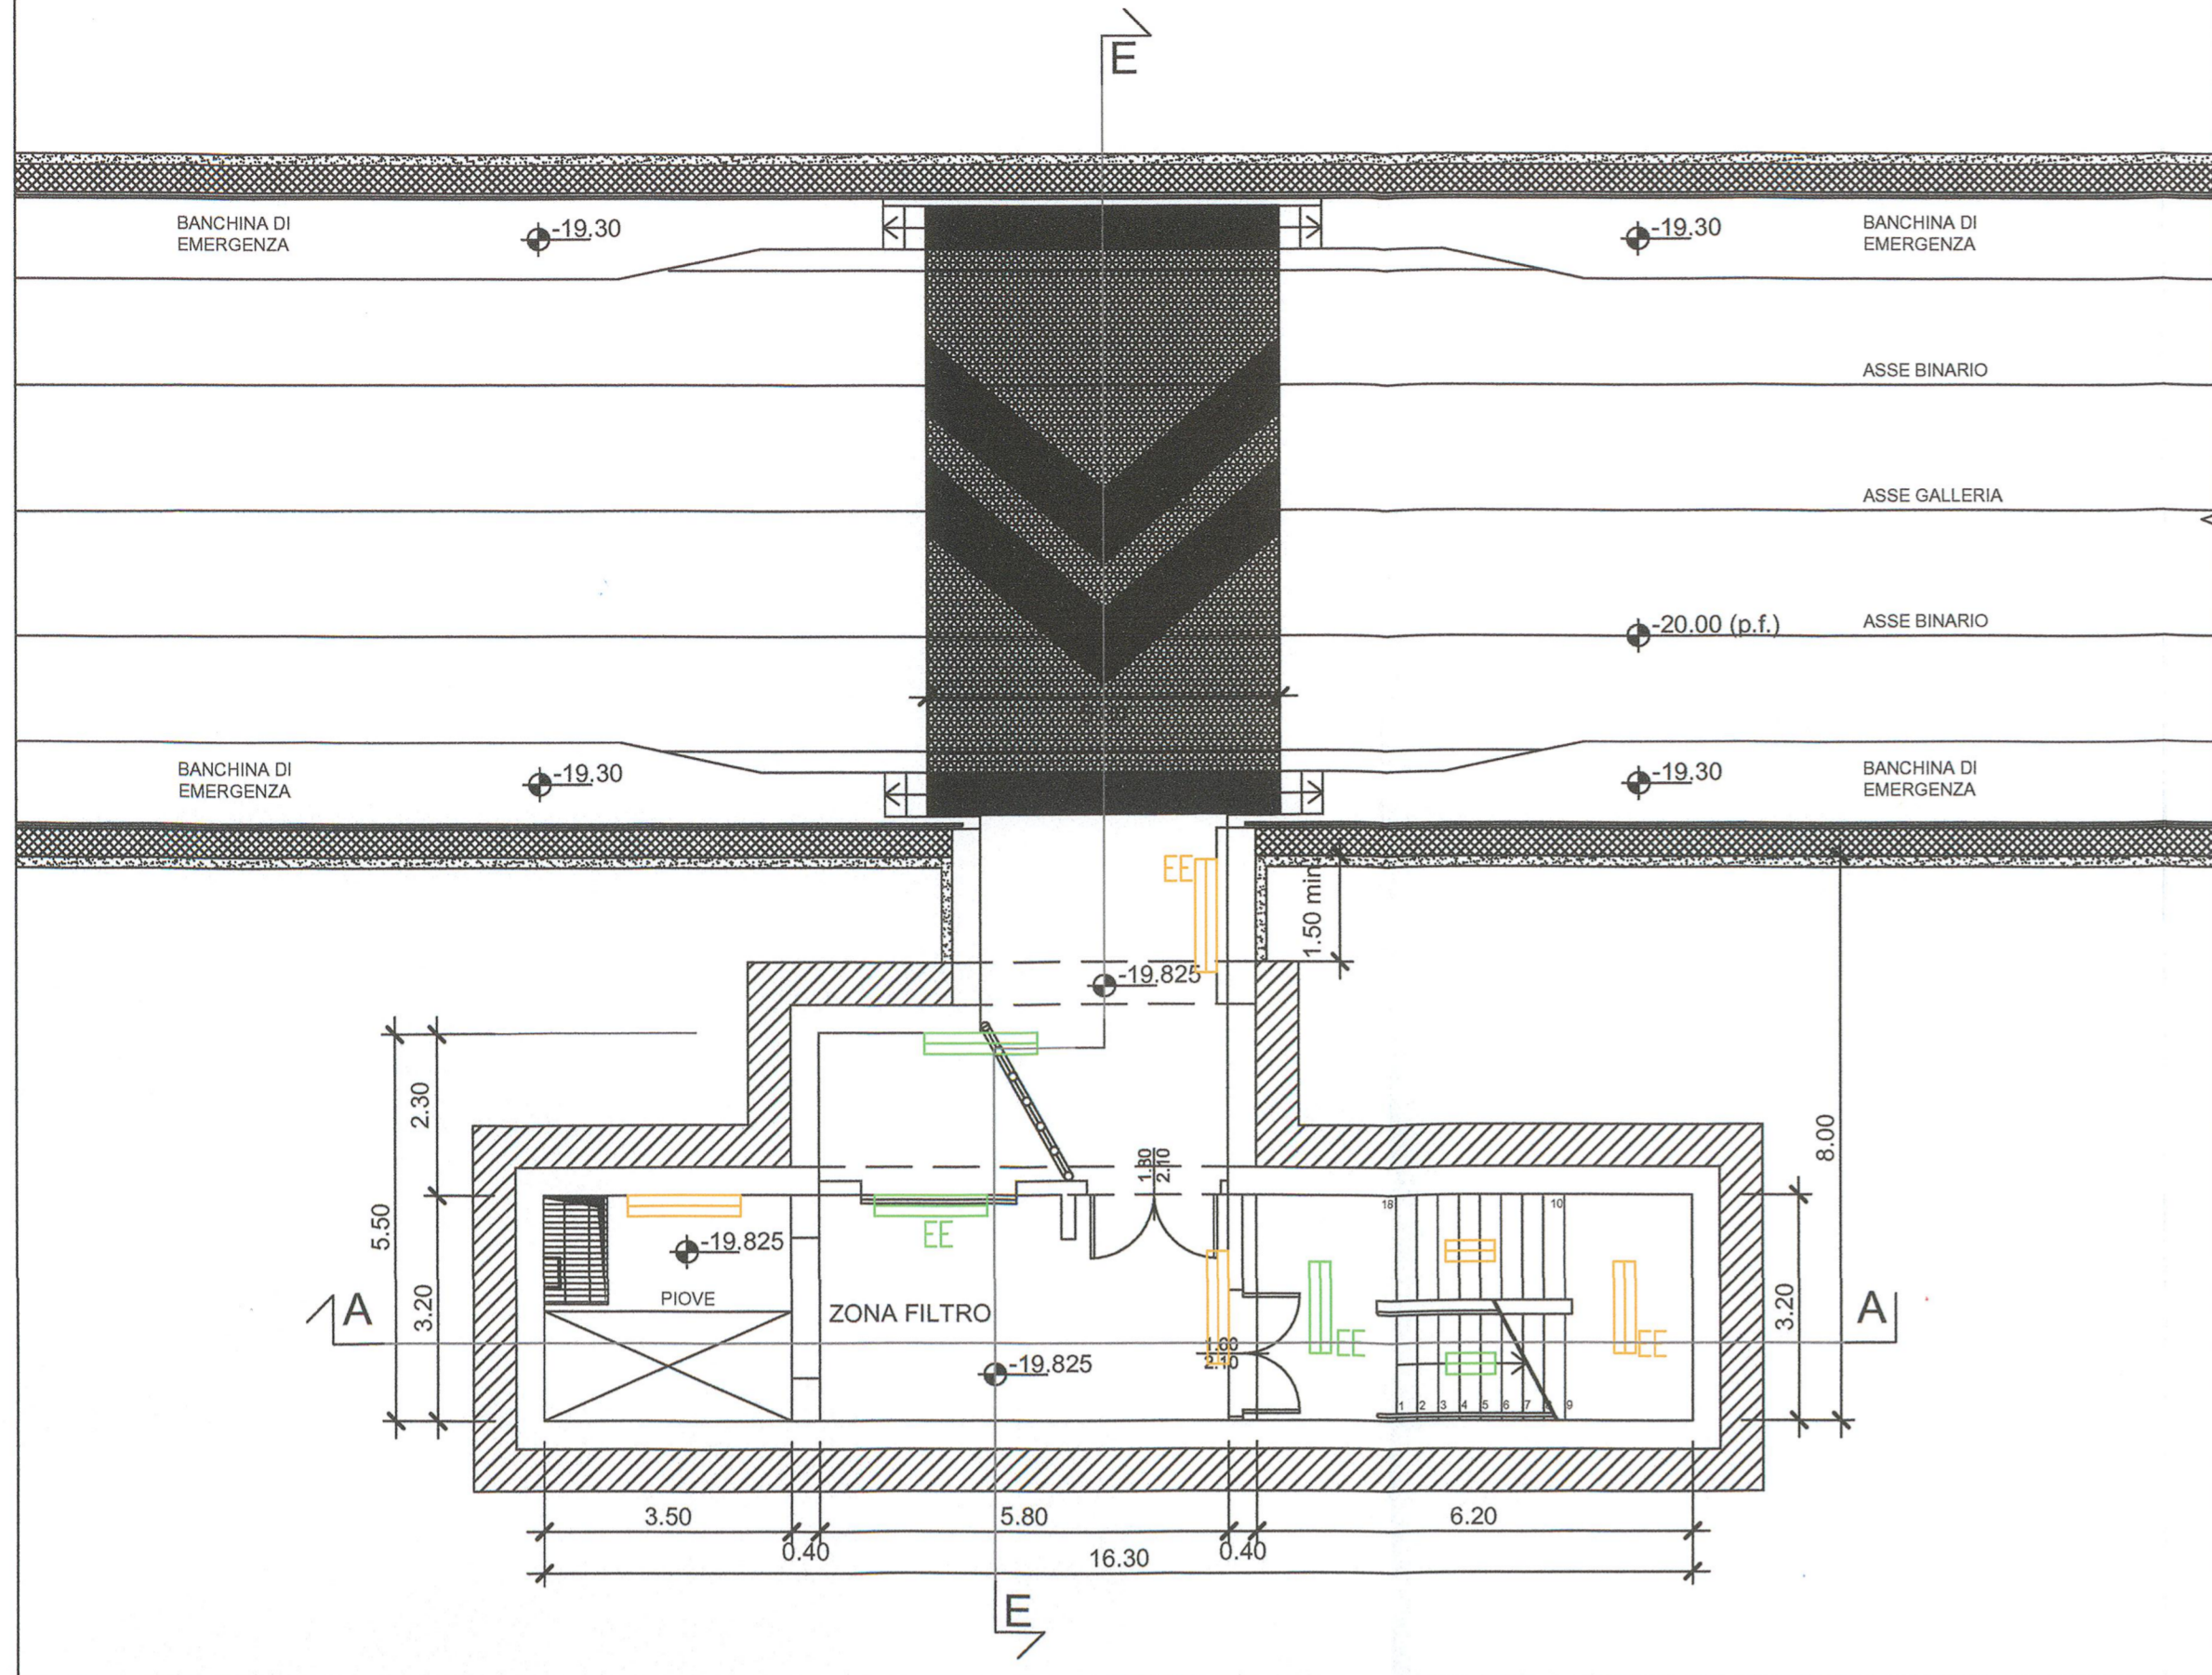 E
BANCHINA DI
EMERGENZA
-19.30
-19.30
BANCHINA DI
EMERGENZA
ASSE BINARIO
ASSE GALLERIA
-20.00 (p.f.)
ASSE BINARIO
BANCHINA DI
EMERGENZA
-19.30
-19.30
BANCHINA DI
EMERGENZA
EE
1.50 min
-19.825
2.30
5.50
3.20
8.00
3.20
1.80
2.10
18
10
EE
-19.825
PIOVE
ZONA FILTRO
A
A
EE
EE
2.10
-19.825
1
2
3
4
5
6
7
8
9
3.50
5.80
6.20
0.40
16.30
0.40
E